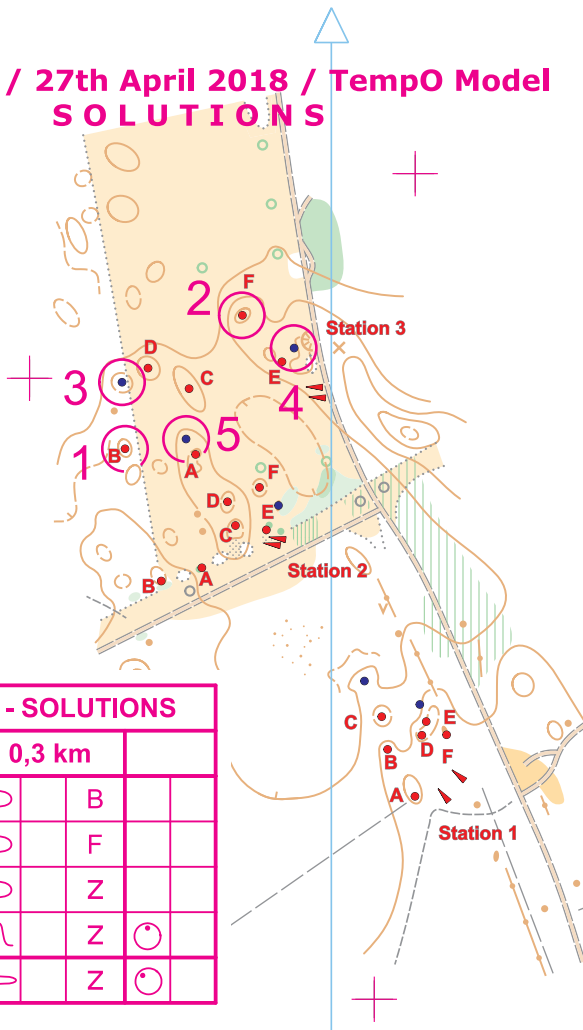 / 27th April 2018 / TempO Model
SOLUTIONS
F
2
Station 3
D
E
3
C
4
5
B
1
A
F
D
E
C
Station 2
A
B
- SOLUTIONS
0,3 km
B
F
Z
Z
Z
C
E
D
F
B
A
Station 1